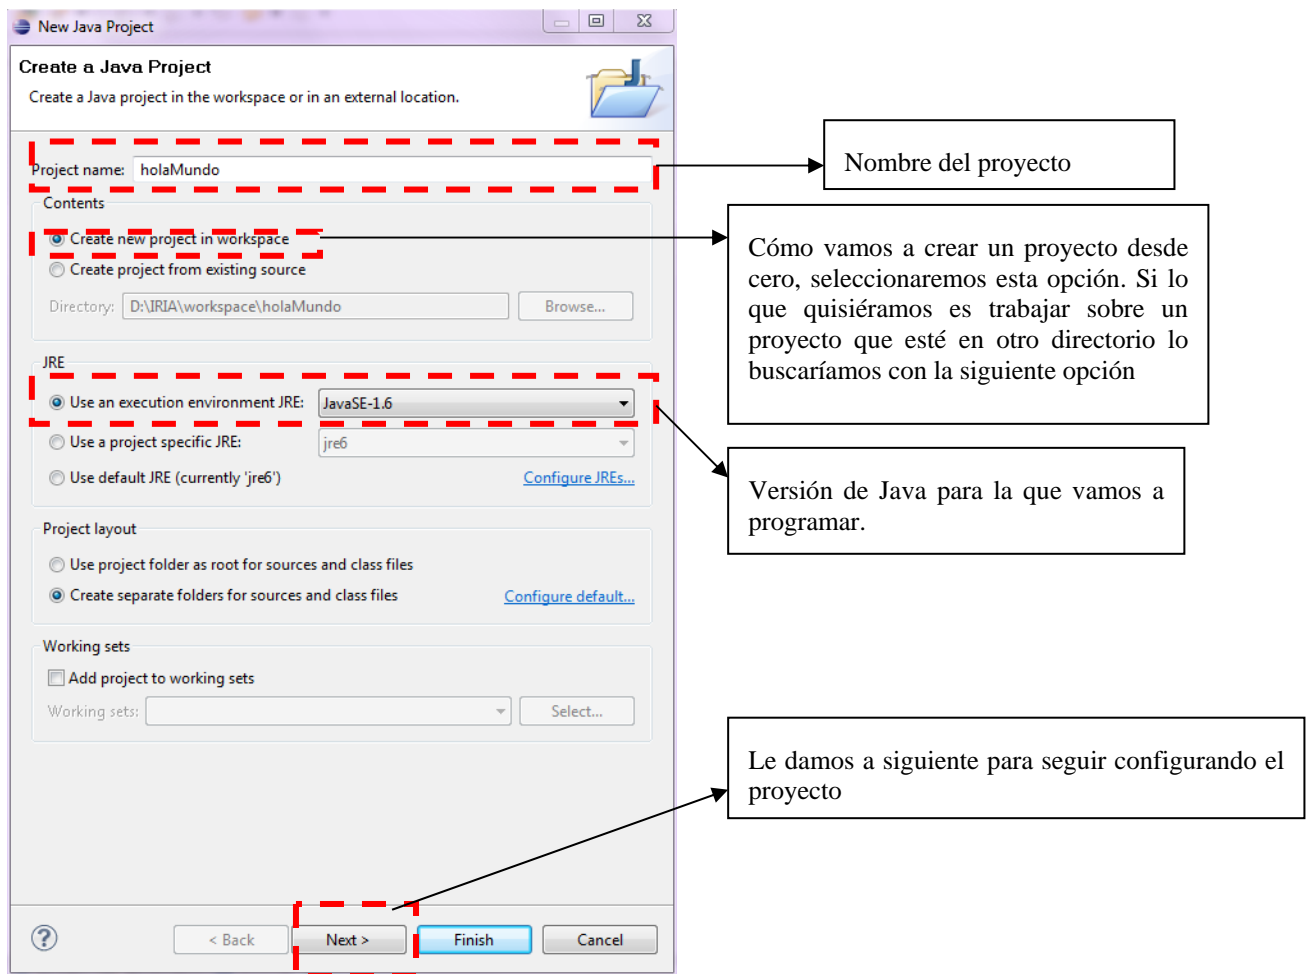 New Java Project
Create a Java Project
Create a Java project in the workspace or in an external location.
Project name: holaMundo
Contents
Create new project in workspace
Create project from existing source
Directory: D:\IRIA\workspace\holaMundo Browse...
JRE
Use an execution environment JRE: JavaSE-1.6
Use a project specific JRE: jre6
Use default JRE (currently 'jre6') Configure JREs...
Project layout
Use project folder as root for sources and class files
Create separate folders for sources and class files Configure default...
Working sets
Add project to working sets
Working sets: Select...
? < Back Next > Finish Cancel
Nombre del proyecto
Cómo vamos a crear un proyecto desde
cero, seleccionaremos esta opción. Si lo
que quisiéramos es trabajar sobre un
proyecto que esté en otro directorio lo
buscaríamos con la siguiente opción
Versión de Java para la que vamos a
programar.
Le damos a siguiente para seguir configurando el
proyecto